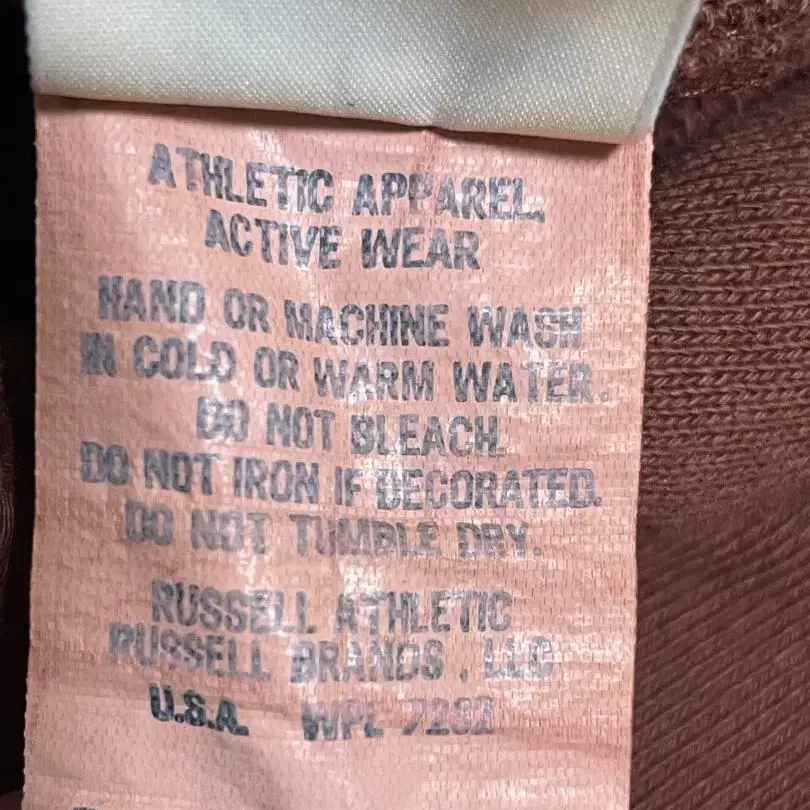 ATHLETIC APPAREL.
ACTIVE WEAR
HAND OR MACHINE WASH
IN COLD OR WARM WATER.
DO NOT BLEACH.
DO NOT IRON IF DECORATED.
DO NOT TUMBLE DRY.
RUSSELL ATHLETIC
RUSSELL BRANDS, LLC
U.S.A. WPL